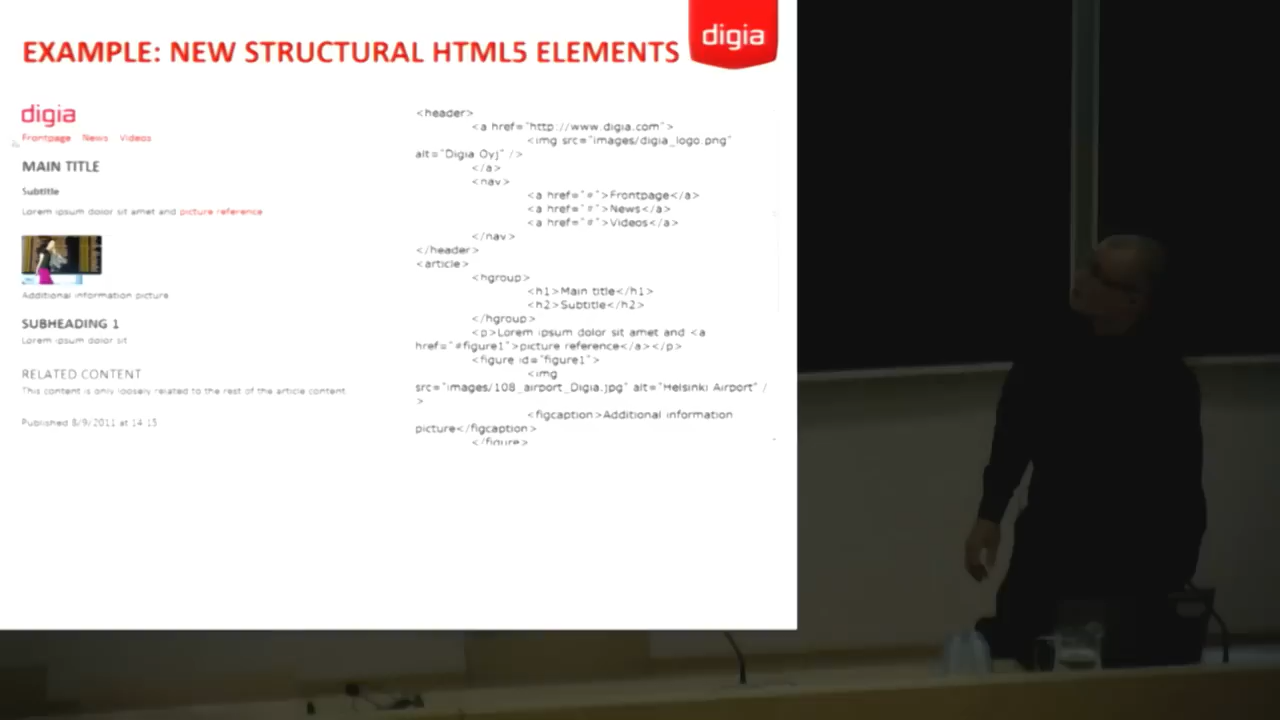 digia
EXAMPLE: NEW STRUCTURAL HTML5 ELEMENTS
digia
Frontpage News Videos
MAIN TITLE
Subtitle
Lorem ipsum dolor sit amet and picture reference
Additional information picture
SUBHEADING 1
Lorem ipsum dolor sit
RELATED CONTENT
This content is only loosely related to the rest of the article content
Published 8/9/2011 at 14:15
<header>
<a href="http://www.digia.com">
<img src="images/digia_logo.png"
alt="Digia Oyj" />
</a>
<nav>
<a href="#">Frontpage</a>
<a href="#">News</a>
<a href="#">Videos</a>
</nav>
</header>
<article>
<hgroup>
<h1>Main title</h1>
<h2>Subtitle</h2>
</hgroup>
<p>Lorem ipsum dolor sit amet and <a
href="#figure1">picture reference</a></p>
<figure id="figure1">
<img
src="images/108_airport_Digia.jpg" alt="Helsinki Airport" /
>
<figcaption>Additional information
picture</figcaption>
</figure>